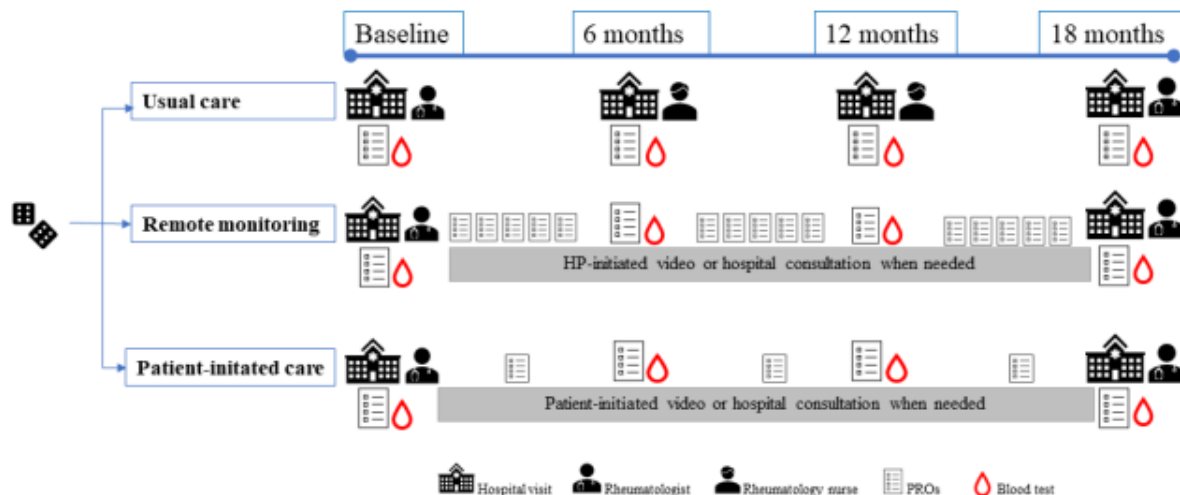 Baseline
6 months
12 months
18 months
Usual care
Remote monitoring
HP-initiated video or hospital consultation when needed
Patient-initated care
Patient-initiated video or hospital consultation when needed
Hospital visit
Rheumatologist
Rheumatology nurse
PROs
Blood test